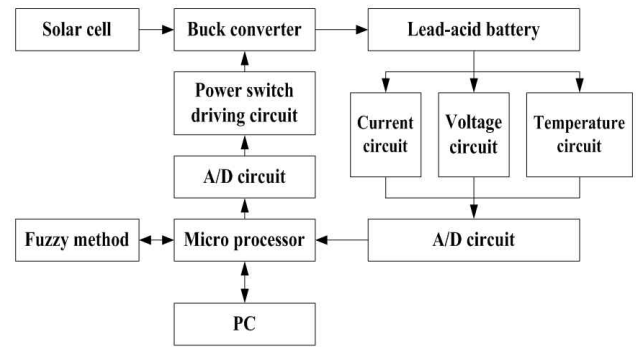 Solar cell
Buck converter
Lead-acid battery
Power switch
driving circuit
Current
circuit
Voltage
circuit
Temperature
circuit
A/D circuit
Fuzzy method
Micro processor
A/D circuit
PC